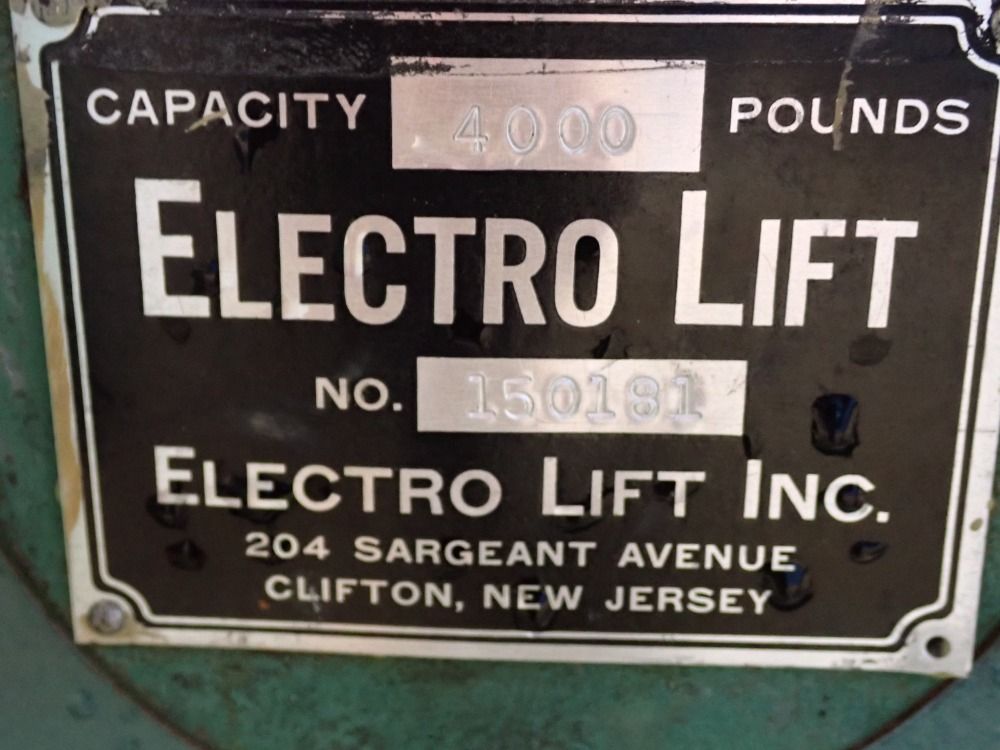 CAPACITY 4000 POUNDS
ELECTRO LIFT
NO. 150181
ELECTRO LIFT INC.
204 SARGEANT AVENUE
CLIFTON, NEW JERSEY